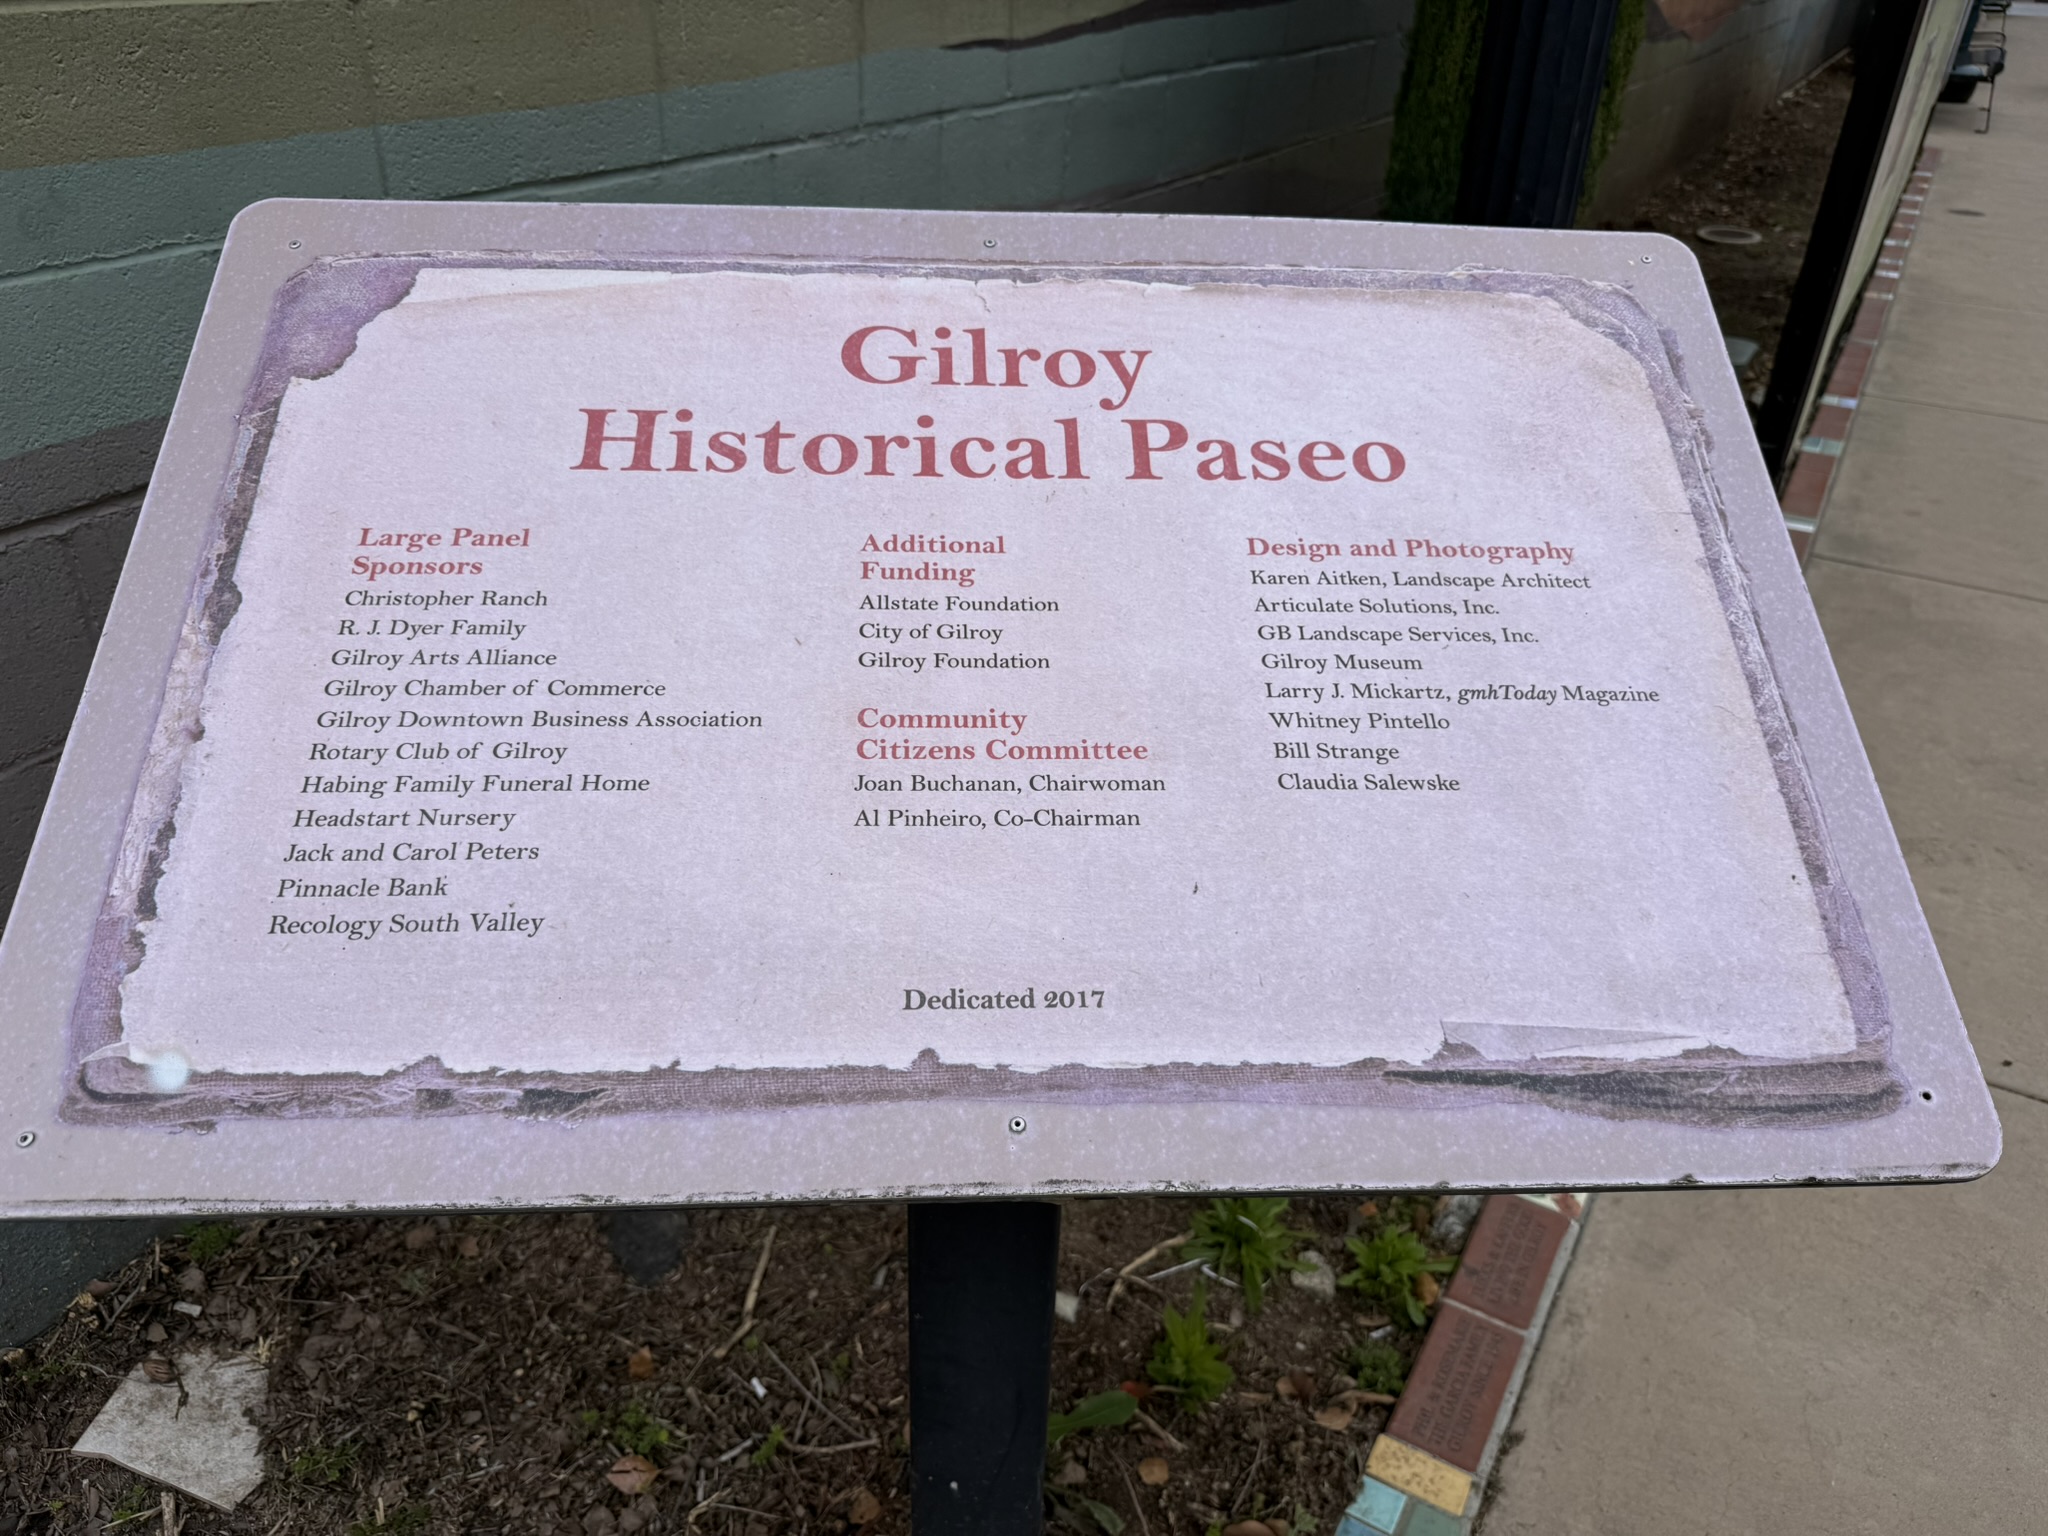 Gilroy
Historical Paseo
Large Panel
Sponsors
Christopher Ranch
R. J. Dyer Family
Gilroy Arts Alliance
Gilroy Chamber of Commerce
Gilroy Downtown Business Association
Rotary Club of Gilroy
Habing Family Funeral Home
Headstart Nursery
Jack and Carol Peters
Pinnacle Bank
Recology South Valley
Additional
Funding
Allstate Foundation
City of Gilroy
Gilroy Foundation
Community
Citizens Committee
Joan Buchanan, Chairwoman
Al Pinheiro, Co-Chairman
Design and Photography
Karen Aitken, Landscape Architect
Articulate Solutions, Inc.
GB Landscape Services, Inc.
Gilroy Museum
Larry J. Mickartz, gmhToday Magazine
Whitney Pintello
Bill Strange
Claudia Salewske
Dedicated 2017